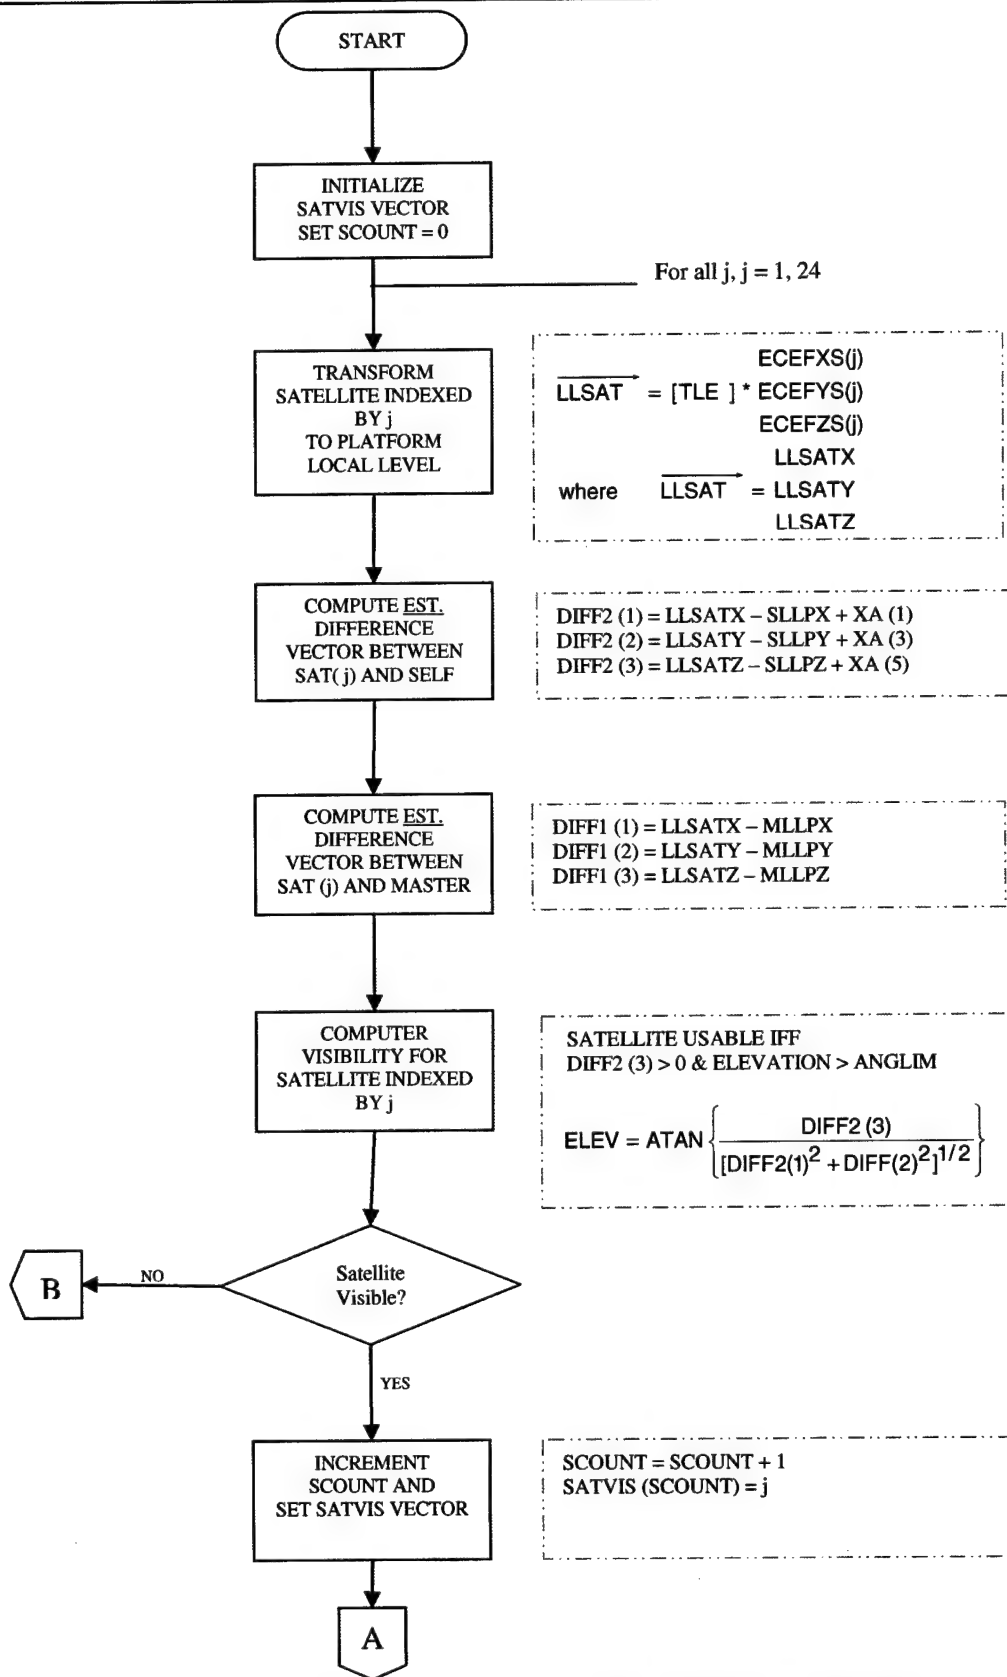 START
INITIALIZE
SATVIS VECTOR
SET SCOUNT = 0
For all j, j = 1, 24
TRANSFORM
SATELLITE INDEXED
BY j
TO PLATFORM
LOCAL LEVEL
ECEFXS(j)
LLSAT = [TLE ] * ECEFYS(j)
ECEFZS(j)
LLSATX
where LLSAT = LLSATY
LLSATZ
COMPUTE EST.
DIFFERENCE
VECTOR BETWEEN
SAT( j) AND SELF
DIFF2 (1) = LLSATX – SLLPX + XA (1)
DIFF2 (2) = LLSATY – SLLPY + XA (3)
DIFF2 (3) = LLSATZ – SLLPZ + XA (5)
COMPUTE EST.
DIFFERENCE
VECTOR BETWEEN
SAT (j) AND MASTER
DIFF1 (1) = LLSATX – MLLPX
DIFF1 (2) = LLSATY – MLLPY
DIFF1 (3) = LLSATZ – MLLPZ
COMPUTER
VISIBILITY FOR
SATELLITE INDEXED
BY j
SATELLITE USABLE IFF
DIFF2 (3) > 0 & ELEVATION > ANGLIM
ELEV = ATAN { DIFF2 (3) / [DIFF2(1)² + DIFF(2)²]^1/2 }
Satellite
Visible?
NO
B
YES
INCREMENT
SCOUNT AND
SET SATVIS VECTOR
SCOUNT = SCOUNT + 1
SATVIS (SCOUNT) = j
A